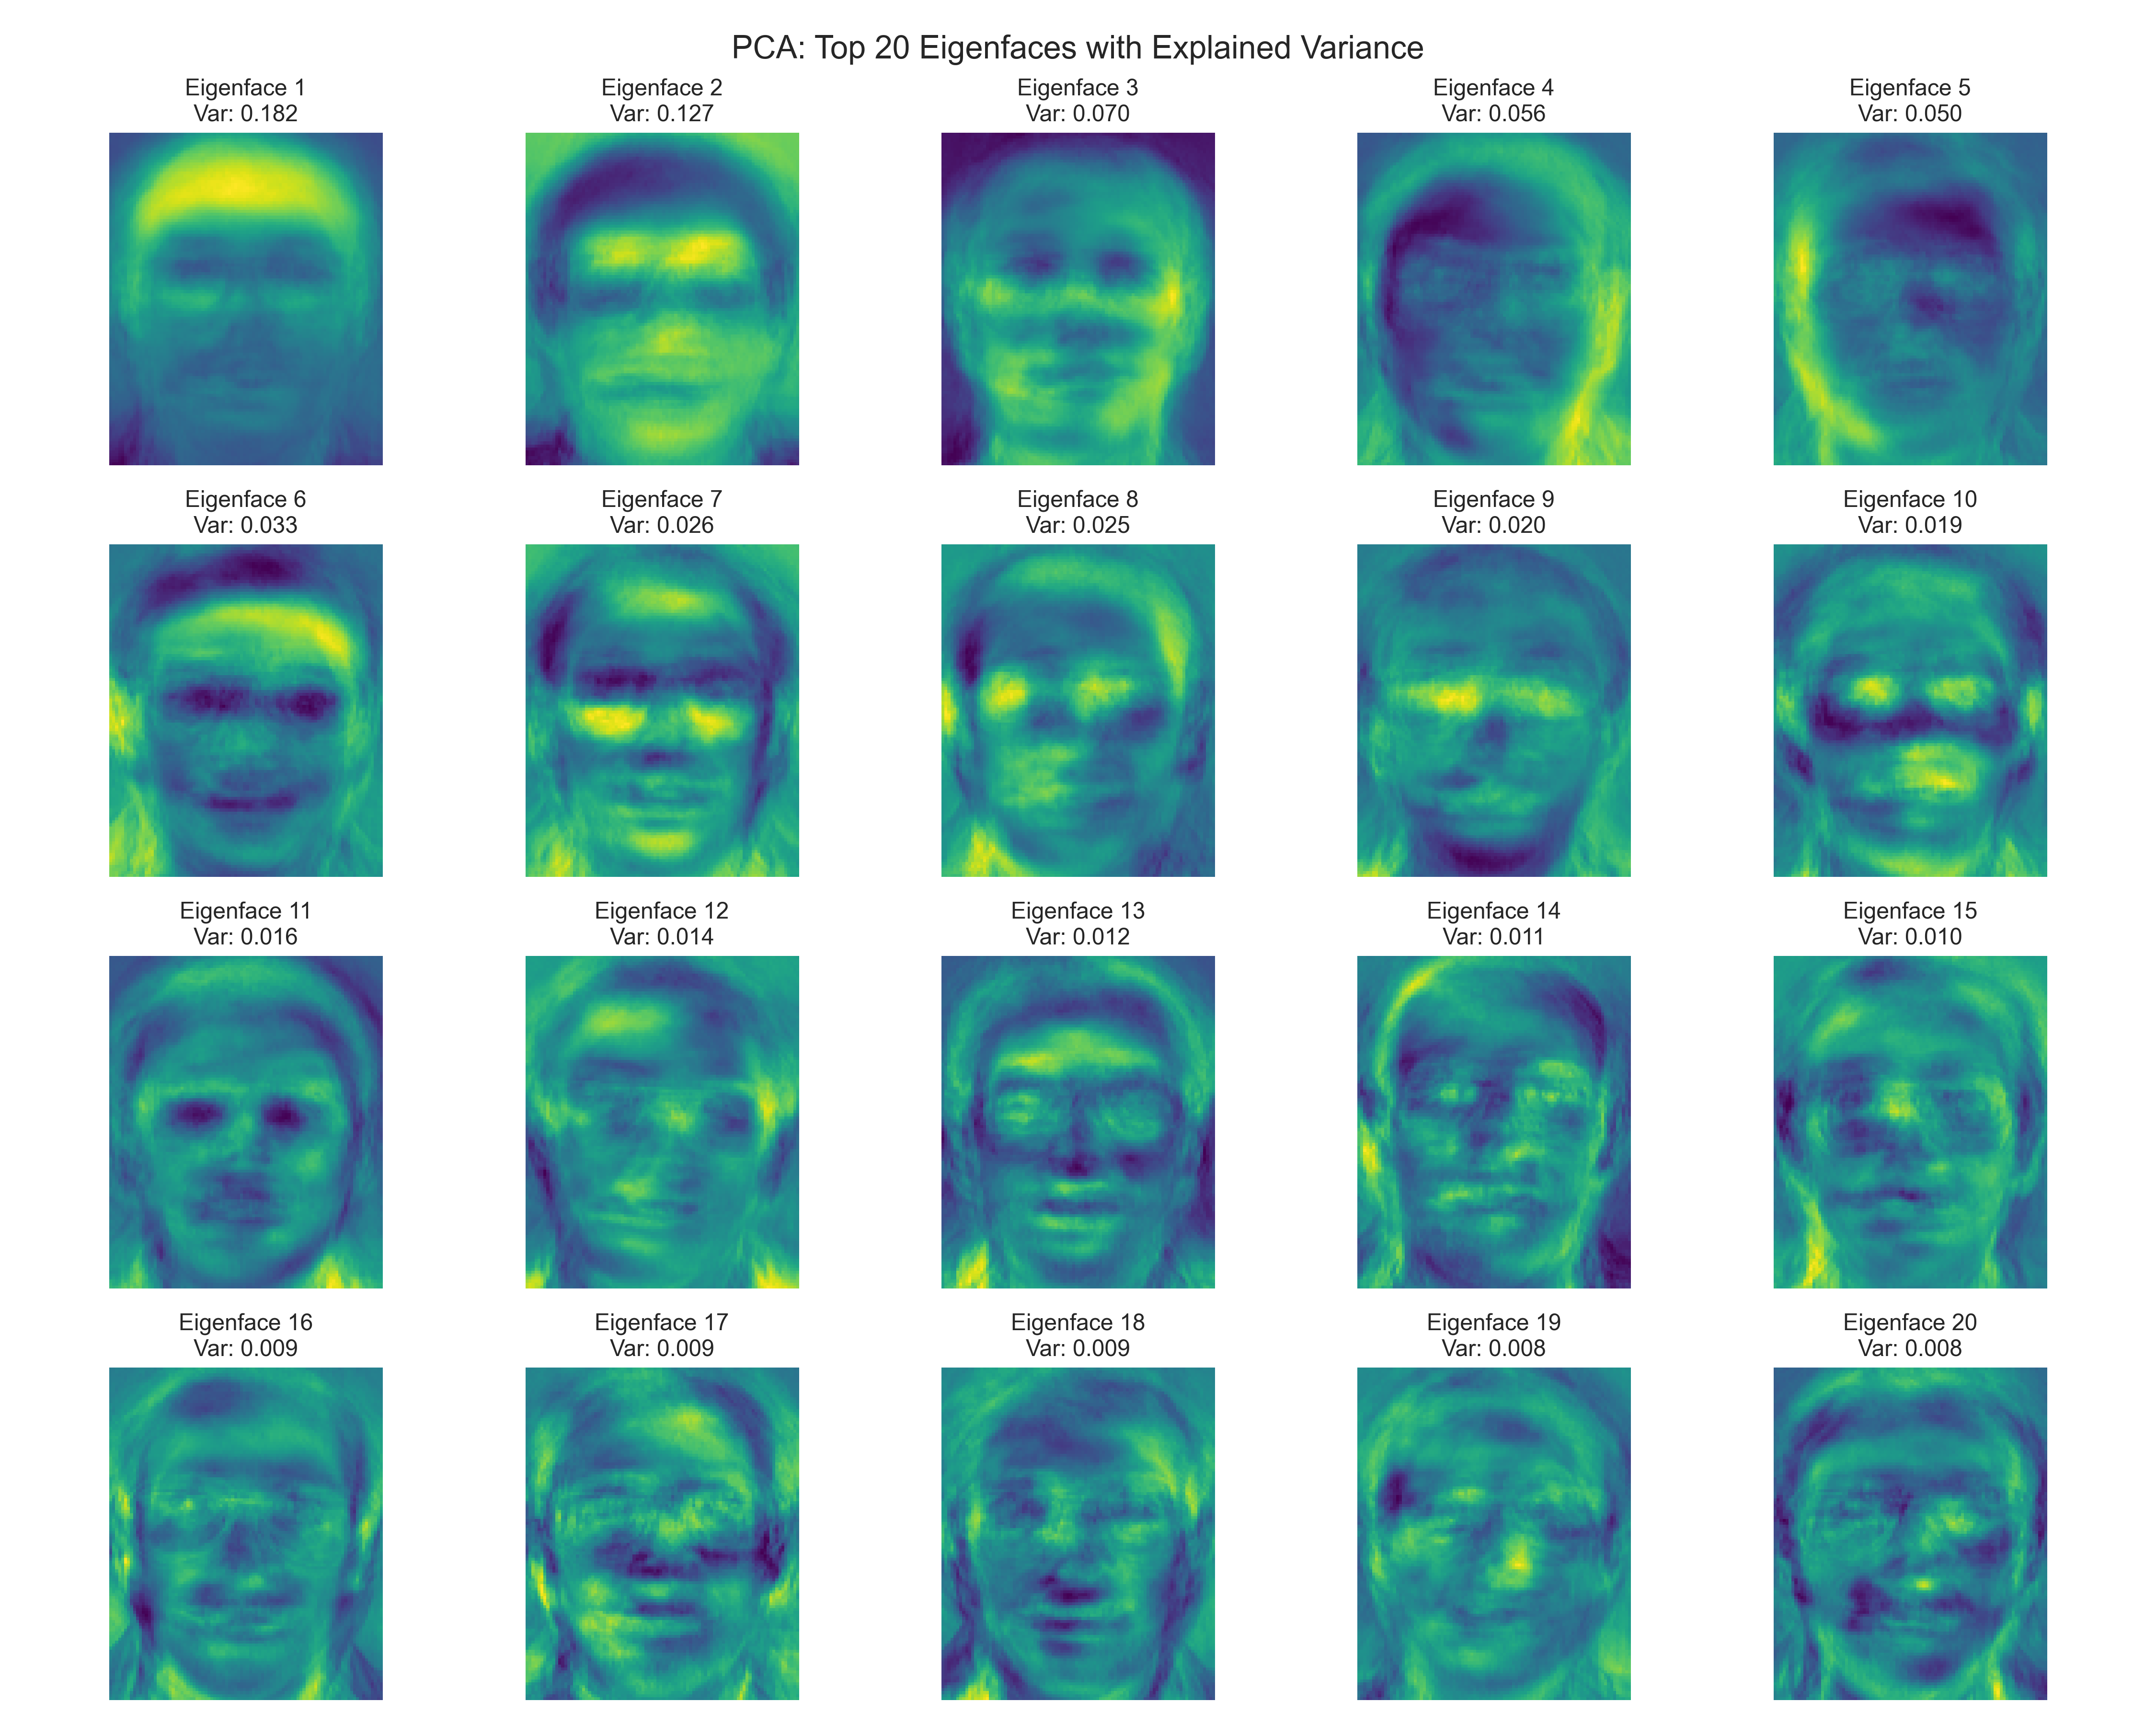 PCA: Top 20 Eigenfaces with Explained Variance
Eigenface 1
Var: 0.182
Eigenface 2
Var: 0.127
Eigenface 3
Var: 0.070
Eigenface 4
Var: 0.056
Eigenface 5
Var: 0.050
Eigenface 6
Var: 0.033
Eigenface 7
Var: 0.026
Eigenface 8
Var: 0.025
Eigenface 9
Var: 0.020
Eigenface 10
Var: 0.019
Eigenface 11
Var: 0.016
Eigenface 12
Var: 0.014
Eigenface 13
Var: 0.012
Eigenface 14
Var: 0.011
Eigenface 15
Var: 0.010
Eigenface 16
Var: 0.009
Eigenface 17
Var: 0.009
Eigenface 18
Var: 0.009
Eigenface 19
Var: 0.008
Eigenface 20
Var: 0.008